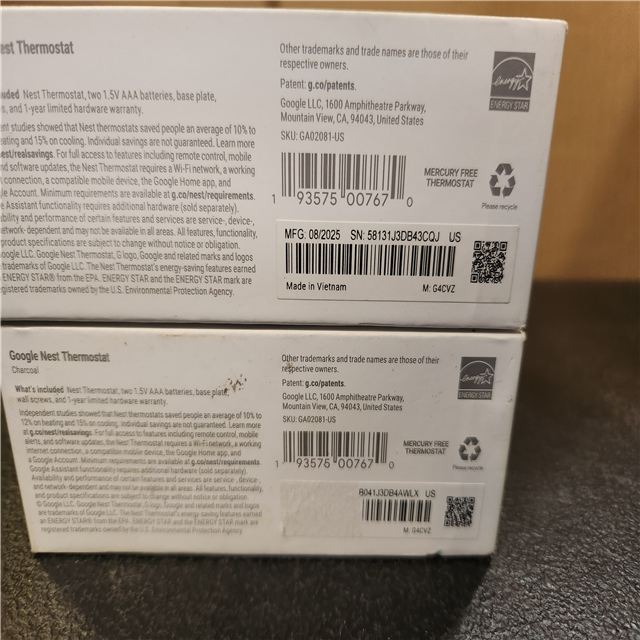 est Thermostat
uded Nest Thermostat, two 1.5V AAA batteries, base plate,
s, and 1-year limited hardware warranty.
ent studies showed that Nest thermostats saved people an average of 10% to
eating and 15% on cooling. Individual savings are not guaranteed. Learn more
est/realsavings. For full access to features including remote control, mobile
nd software updates, the Nest Thermostat requires a Wi-Fi network, a working
t connection, a compatible mobile device, the Google Home app, and
le Account. Minimum requirements are available at g.co/nest/requirements.
e Assistant functionality requires additional hardware (sold separately).
bility and performance of certain features are service-, device-,
etwork- dependent and may not be available in all areas. All features, functionality,
product specifications are subject to change without notice or obligation.
oogle LLC. Google Nest Thermostat, G logo, and Google related marks and logos
trademarks of Google LLC. The Nest Thermostat's energy-saving features earned
en ENERGY STAR® from the EPA. ENERGY STAR and the ENERGY STAR mark are
gistered trademarks owned by the U.S. Environmental Protection Agency.
Other trademarks and trade names are those of their
respective owners.
Patent: g.co/patents.
Google LLC, 1600 Amphitheatre Parkway,
Mountain View, CA, 94043, United States
SKU: GA02081-US
energy
ENERGY STAR
1 93575 00767 0
MERCURY FREE
THERMOSTAT
Please recycle
MFG: 08/2025 SN: 58131J3DB43CQJ US
Made in Vietnam
M: G4CVZ
Google Nest Thermostat
Charcoal
What's included Nest Thermostat, two 1.5V AAA batteries, base plate,
wall screws, and 1-year limited hardware warranty.
Independent studies showed that Nest thermostats saved people an average of 10% to
12% on heating and 15% on cooling. Individual savings are not guaranteed. Learn more
at g.co/nest/realsavings. For full access to features including remote control, mobile
alerts, and software updates, the Nest Thermostat requires a Wi-Fi network, a working
internet connection, a compatible mobile device, the Google Home app, and
a Google Account. Minimum requirements are available at g.co/nest/requirements.
Google Assistant functionality requires additional hardware (sold separately).
Availability and performance of certain features are service-, device-,
and network- dependent and may not be available in all areas. All features, functionality,
and product specifications are subject to change without notice or obligation.
© Google LLC. Google Nest Thermostat, G logo, and Google related marks and logos
are trademarks of Google LLC. The Nest Thermostat's energy-saving features earned
an ENERGY STAR® from the EPA. ENERGY STAR and the ENERGY STAR mark are
registered trademarks owned by the U.S. Environmental Protection Agency.
Other trademarks and trade names are those of their
respective owners.
Patent: g.co/patents.
Google LLC, 1600 Amphitheatre Parkway,
Mountain View, CA, 94043, United States
SKU: GA02081-US
energy
ENERGY STAR
1 93575 00767 0
MERCURY FREE
THERMOSTAT
Please recycle
B041J3DB4AWLX US
M: G4CVZ